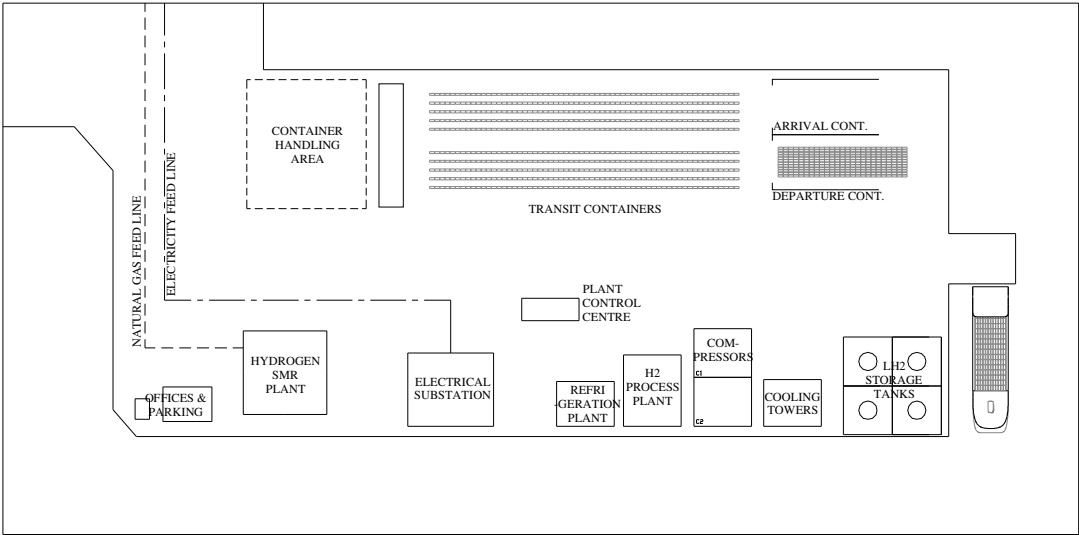 CONTAINER
HANDLING
AREA
ARRIVAL CONT.
DEPARTURE CONT.
TRANSIT CONTAINERS
NATURAL GAS FEED LINE
ELECTRICITY FEED LINE
PLANT
CONTROL
CENTRE
HYDROGEN
SMR
PLANT
OFFICES &
PARKING
ELECTRICAL
SUBSTATION
REFRI
-GERATION
PLANT
H2
PROCESS
PLANT
COM-
PRESSORS
C1
C2
COOLING
TOWERS
LH2
STORAGE
TANKS